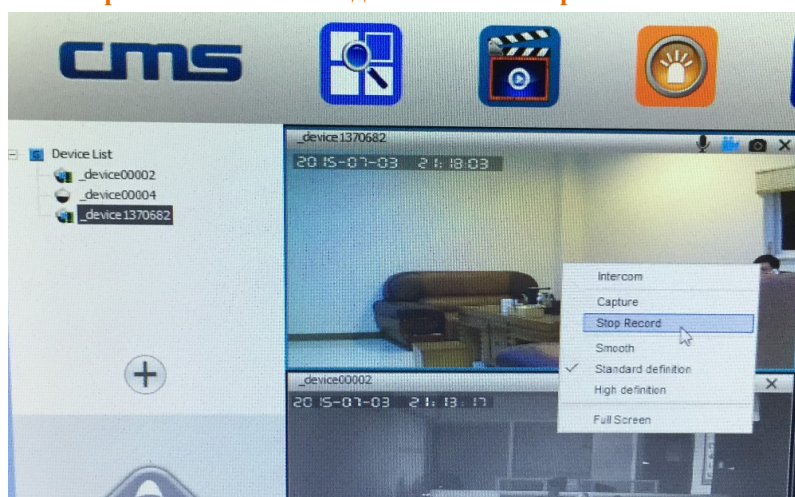 cms
Device List
_device00002
_device00004
_device1370682
_device1370682
2015-07-03 21:18:03
Intercom
Capture
Stop Record
Smooth
Standard definition
High definition
Full Screen
_device00002
2015-07-03 21:13:17